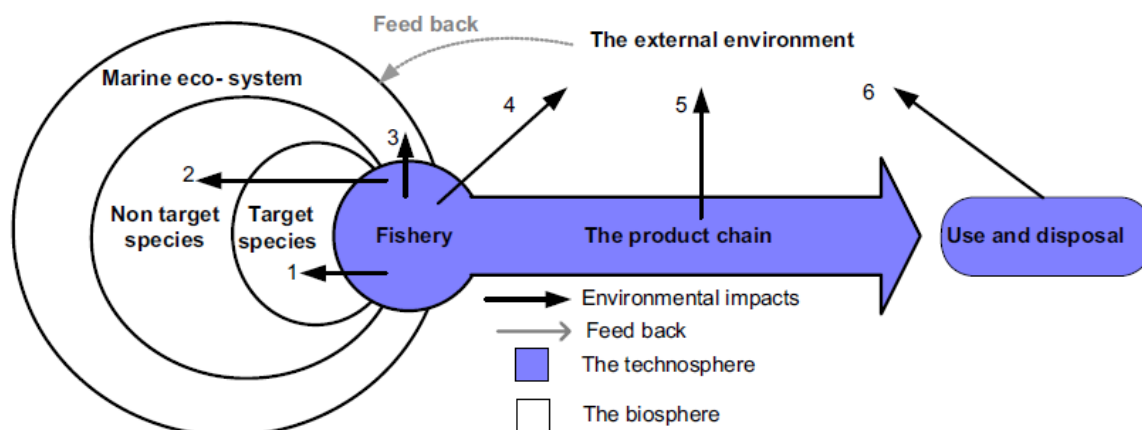 Feed back
The external environment
Marine eco- system
4
5
6
3
2
Non target
species
Target
species
Fishery
The product chain
Use and disposal
1
Environmental impacts
Feed back
The technosphere
The biosphere